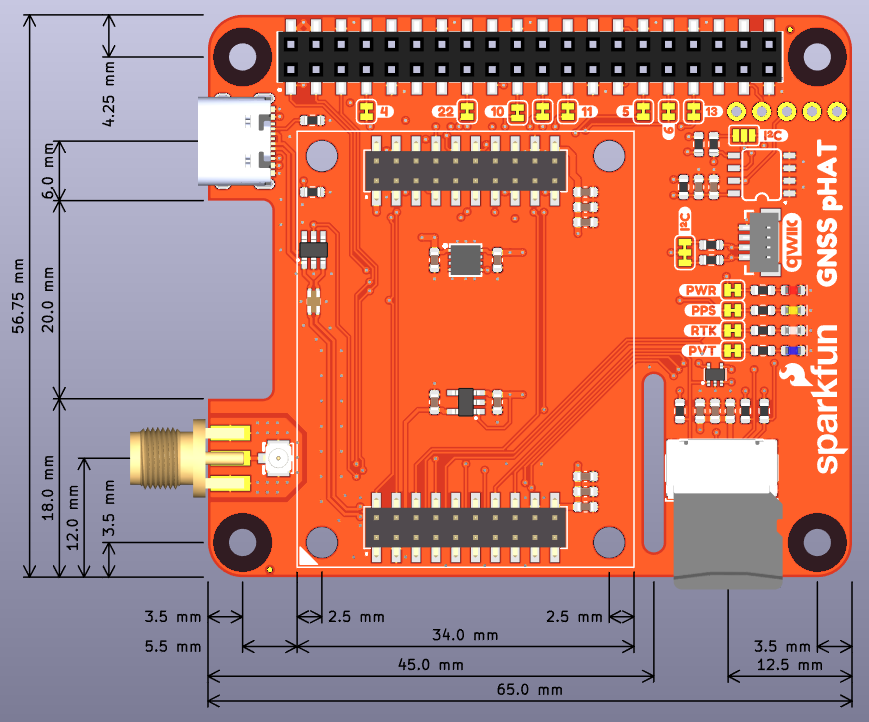 4.25 mm
6.0 mm
20.0 mm
56.75 mm
18.0 mm
12.0 mm
3.5 mm
4
22
10
11
5
6
13
I²C
I²C
qwiic
GNSS pHAT
PWR
PPS
RTK
PVT
sparkfun
3.5 mm
2.5 mm
2.5 mm
5.5 mm
34.0 mm
3.5 mm
45.0 mm
12.5 mm
65.0 mm